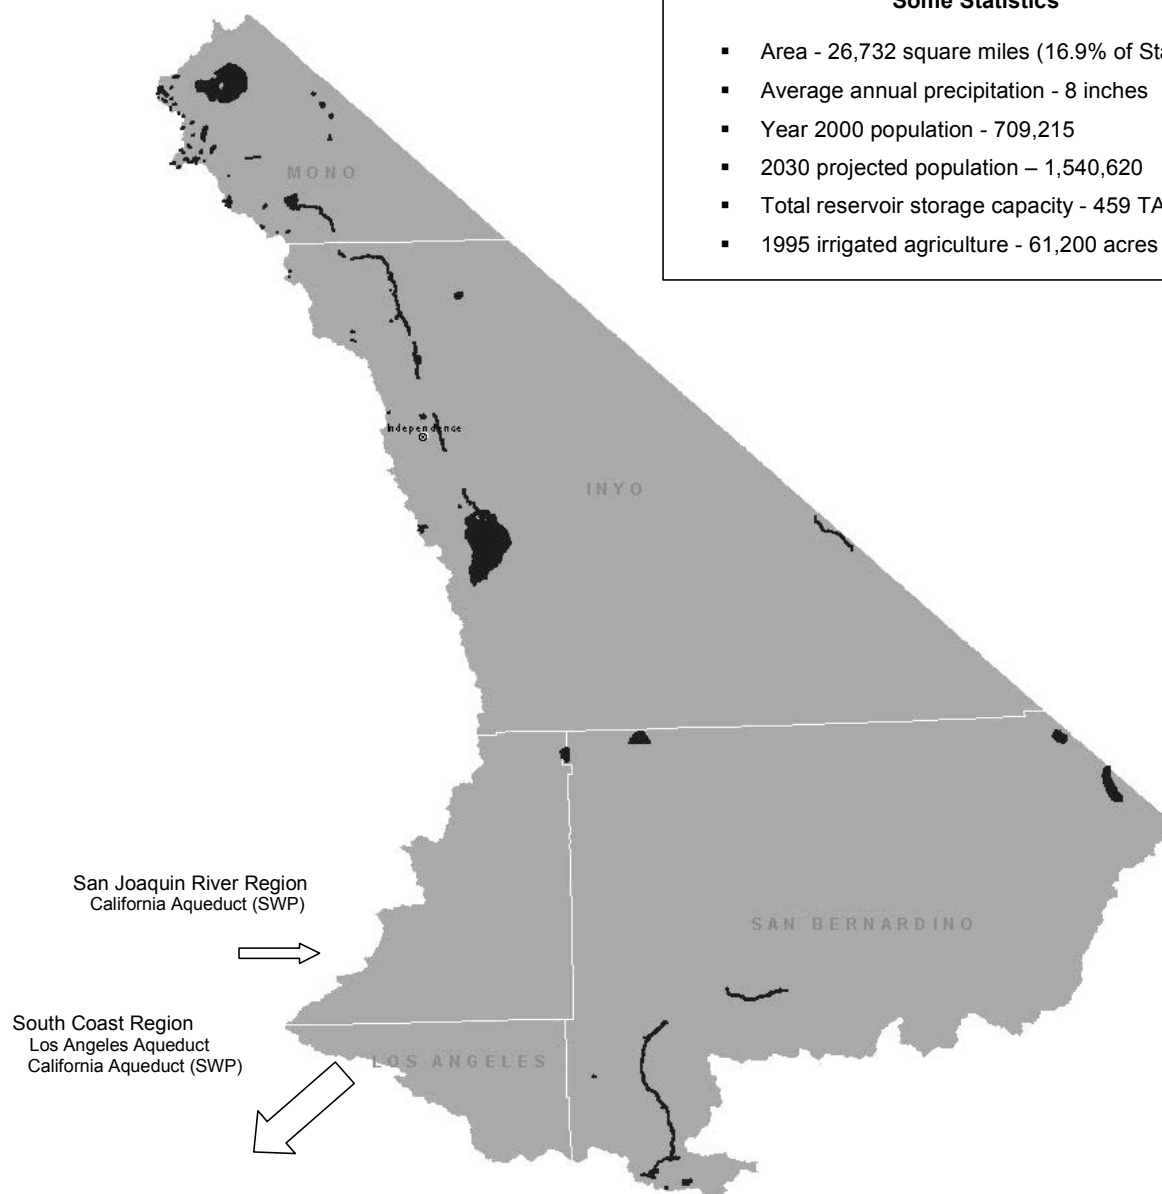 Some Statistics
▪ Area - 26,732 square miles (16.9% of Sta
▪ Average annual precipitation - 8 inches
▪ Year 2000 population - 709,215
▪ 2030 projected population – 1,540,620
▪ Total reservoir storage capacity - 459 TA
▪ 1995 irrigated agriculture - 61,200 acres
MONO
Independence
INYO
San Joaquin River Region
California Aqueduct (SWP)
SAN BERNARDINO
South Coast Region
Los Angeles Aqueduct
California Aqueduct (SWP)
LOS ANGELES